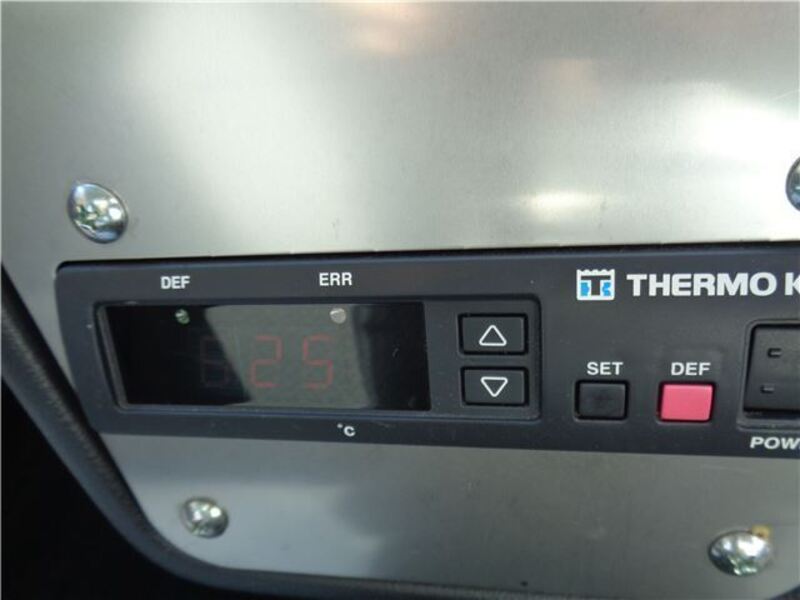 DEF ERR
THERMO K
25
SET DEF
°C
POW